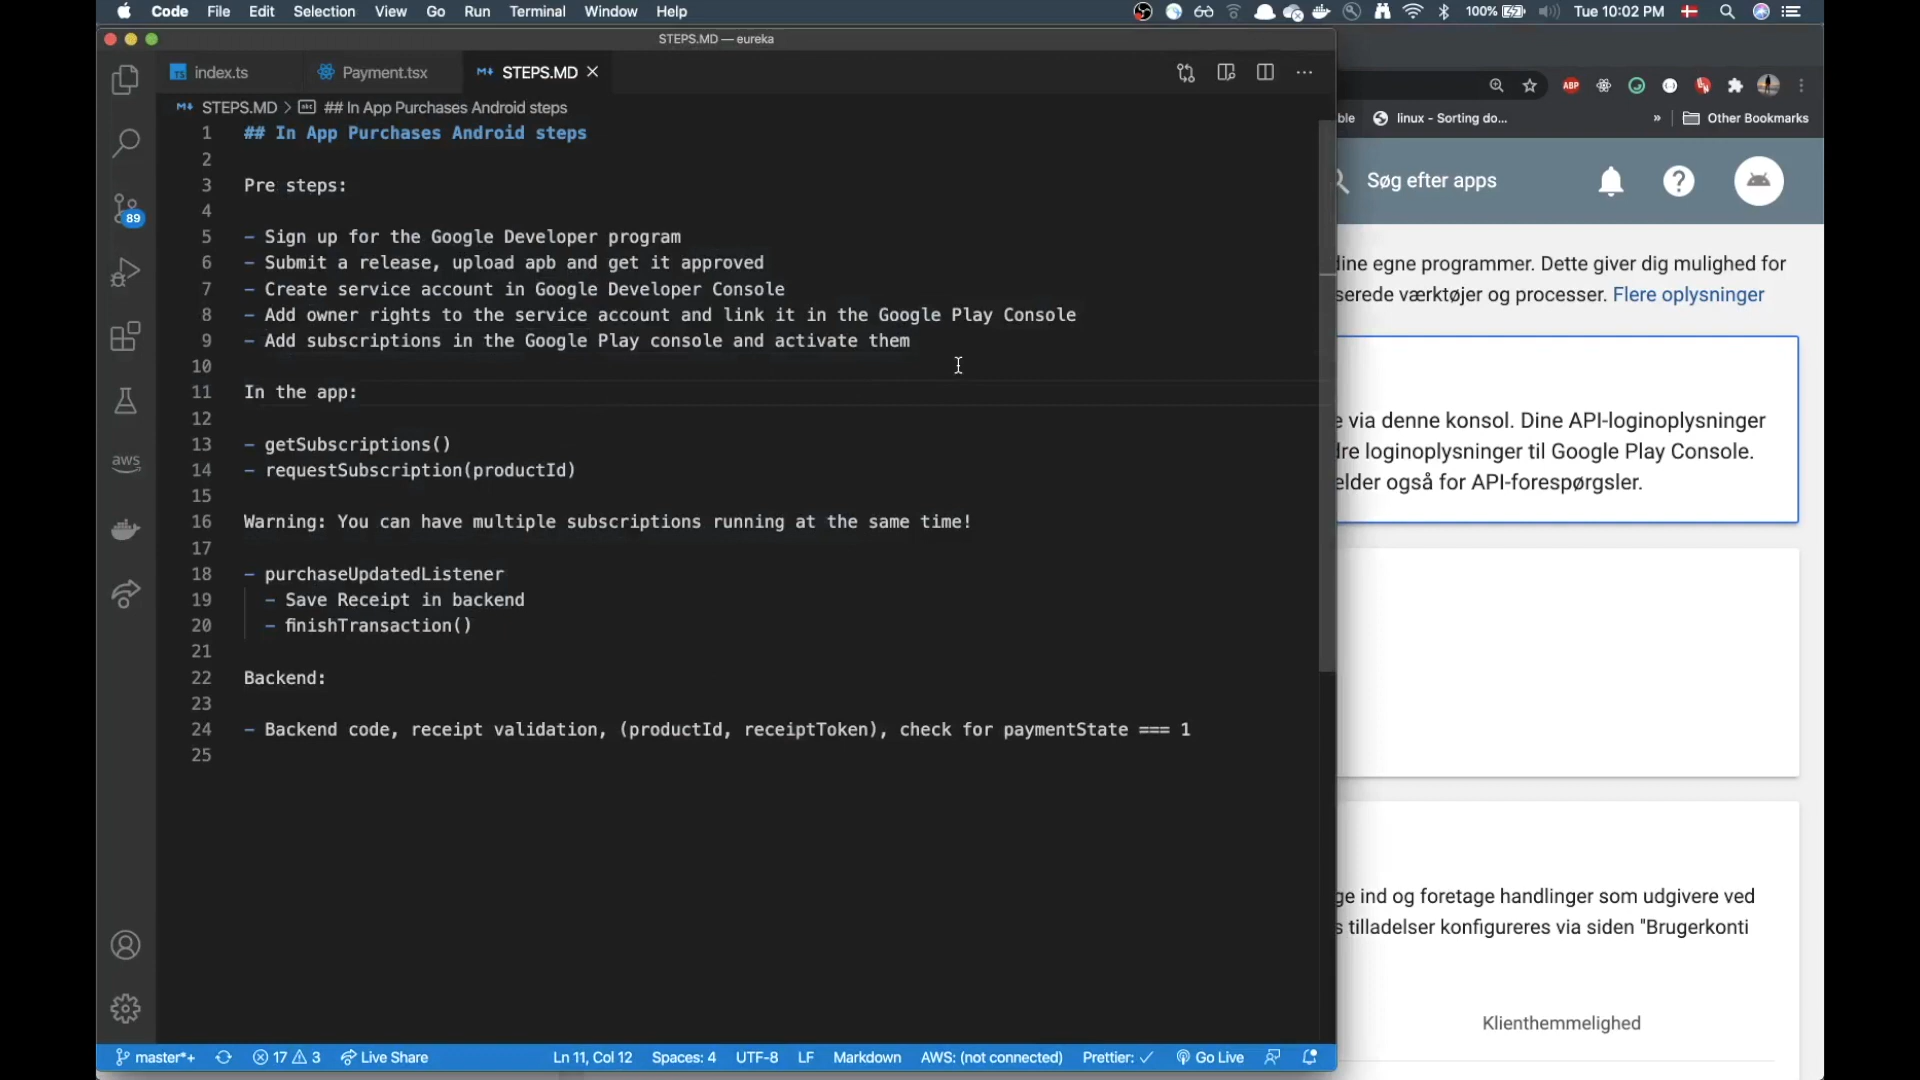 Code File Edit Selection View Go Run Terminal Window Help 100% Tue 10:02 PM
STEPS.MD — eureka
index.ts Payment.tsx STEPS.MD
STEPS.MD > ## In App Purchases Android steps
1 ## In App Purchases Android steps
2
3 Pre steps:
4
5 - Sign up for the Google Developer program
6 - Submit a release, upload apb and get it approved
7 - Create service account in Google Developer Console
8 - Add owner rights to the service account and link it in the Google Play Console
9 - Add subscriptions in the Google Play console and activate them
10
11 In the app:
12
13 - getSubscriptions()
14 - requestSubscription(productId)
15
16 Warning: You can have multiple subscriptions running at the same time!
17
18 - purchaseUpdatedListener
19 - Save Receipt in backend
20 - finishTransaction()
21
22 Backend:
23
24 - Backend code, receipt validation, (productId, receiptToken), check for paymentState === 1
25
89
aws
master*+ 17 3 Live Share Ln 11, Col 12 Spaces: 4 UTF-8 LF Markdown AWS: (not connected) Prettier: ✓ Go Live
ABP
ble linux - Sorting do... » Other Bookmarks
Søg efter apps
dine egne programmer. Dette giver dig mulighed for
serede værktøjer og processer. Flere oplysninger
e via denne konsol. Dine API-loginoplysninger
dre loginoplysninger til Google Play Console.
elder også for API-forespørgsler.
ge ind og foretage handlinger som udgivere ved
s tilladelser konfigureres via siden "Brugerkonti
Klienthemmelighed